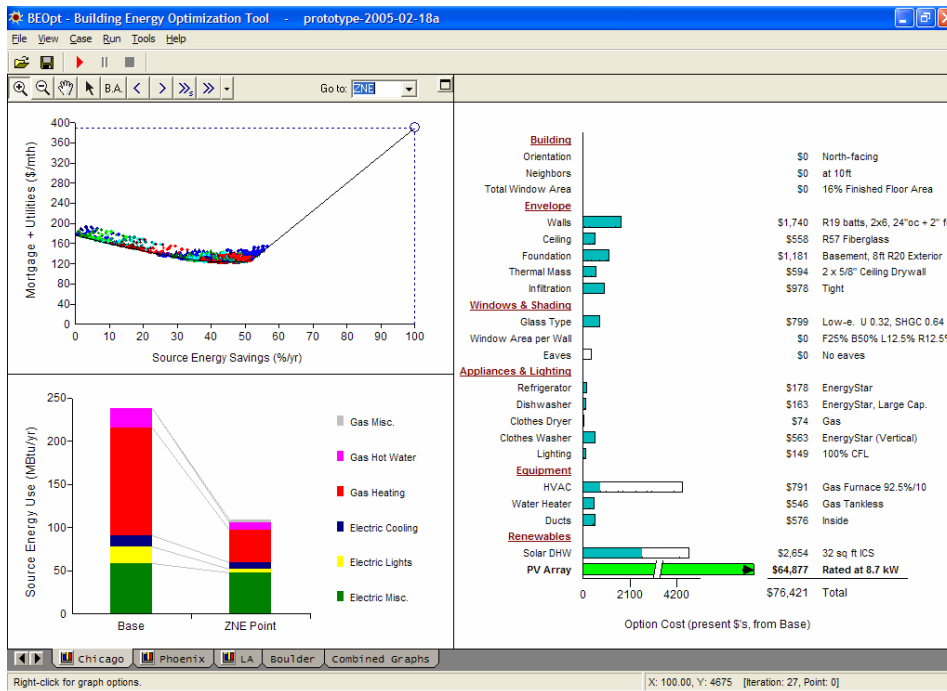 BEOpt - Building Energy Optimization Tool - prototype-2005-02-18a
File View Case Run Tools Help
B.A. Go to: ZNE
400
360
320
280
240
200
160
120
80
40
0
Mortgage + Utilities ($/mth)
0 10 20 30 40 50 60 70 80 90 100
Source Energy Savings (%/yr)
250
200
150
100
50
0
Source Energy Use (MBtu/yr)
Base ZNE Point
Gas Misc.
Gas Hot Water
Gas Heating
Electric Cooling
Electric Lights
Electric Misc.
Building
Orientation $0 North-facing
Neighbors $0 at 10ft
Total Window Area $0 16% Finished Floor Area
Envelope
Walls $1,740 R19 batts, 2x6, 24"oc + 2" f
Ceiling $558 R57 Fiberglass
Foundation $1,181 Basement, 8ft R20 Exterior
Thermal Mass $594 2 x 5/8" Ceiling Drywall
Infiltration $978 Tight
Windows & Shading
Glass Type $799 Low-e. U 0.32, SHGC 0.64
Window Area per Wall $0 F25% B50% L12.5% R12.5%
Eaves $0 No eaves
Appliances & Lighting
Refrigerator $178 EnergyStar
Dishwasher $163 EnergyStar, Large Cap.
Clothes Dryer $74 Gas
Clothes Washer $563 EnergyStar (Vertical)
Lighting $149 100% CFL
Equipment
HVAC $791 Gas Furnace 92.5%/10
Water Heater $546 Gas Tankless
Ducts $576 Inside
Renewables
Solar DHW $2,654 32 sq ft ICS
PV Array $64,877 Rated at 8.7 kW
0 2100 4200 $76,421 Total
Option Cost (present $'s, from Base)
Chicago Phoenix LA Boulder Combined Graphs
Right-click for graph options. X: 100.00, Y: 4675 [Iteration: 27, Point: 0]